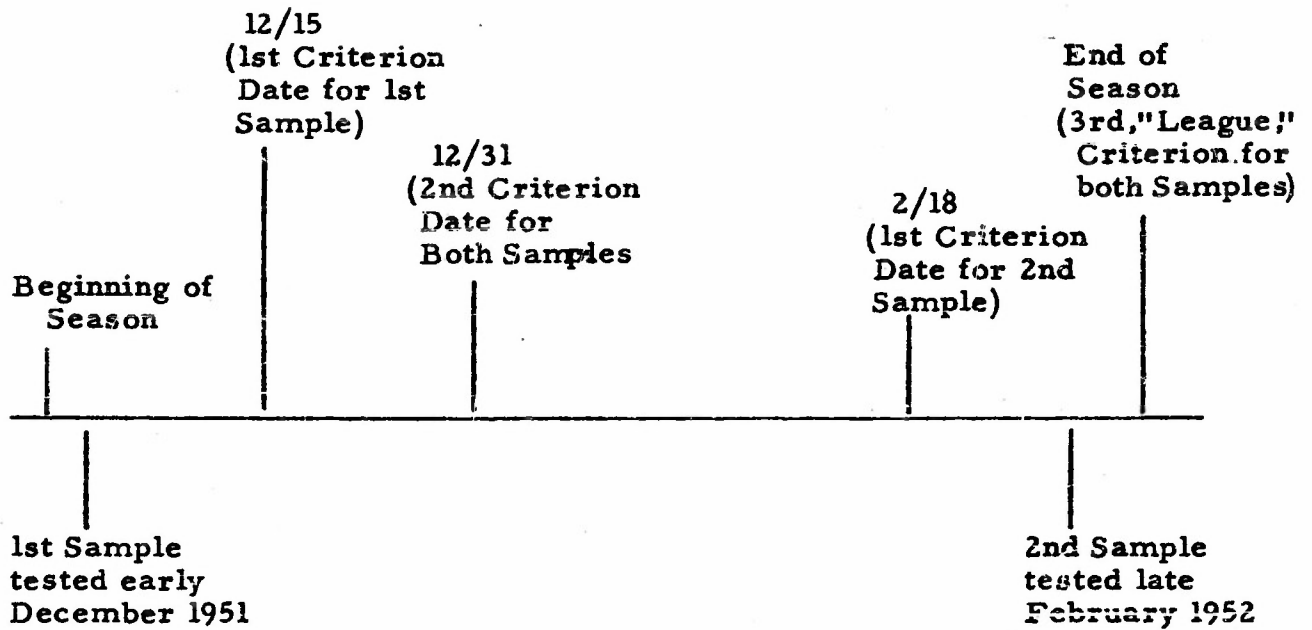 12/15
(1st Criterion
Date for 1st
Sample)
12/31
(2nd Criterion
Date for
Both Samples
2/18
(1st Criterion
Date for 2nd
Sample)
End of
Season
(3rd,"League,"
Criterion.for
both Samples)
Beginning of
Season
1st Sample
tested early
December 1951
2nd Sample
tested late
February 1952